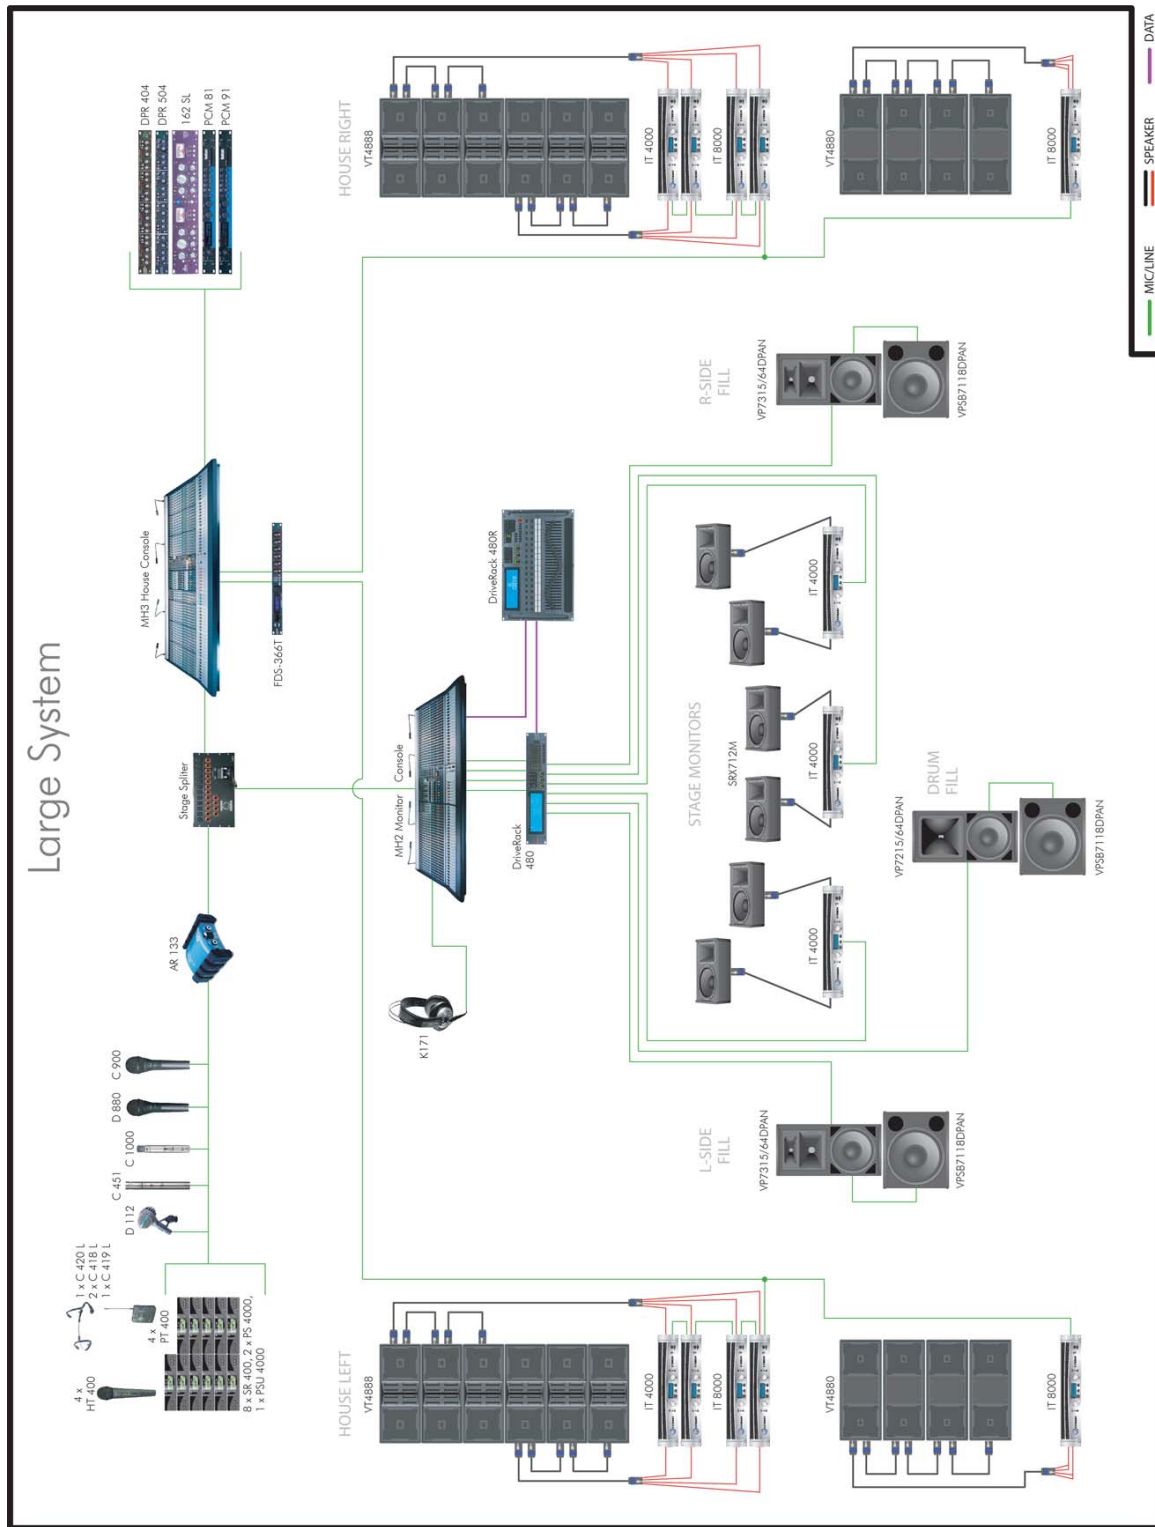 Large System
4 x
HT 400
1 x C 420 L
2 x C 418 L
1 x C 419 L
4 x
PT 400
8 x SR 400, 2 x PS 4000,
1 x PSU 4000
D 112
C 451
C 1000
D 880
C 900
AR 133
Stage Spliter
MH3 House Console
FDS-366T
DPR 404
DPR 504
162 SL
PCM 81
PCM 91
K171
MH2 Monitor Console
DriveRack
480
DriveRack 480R
HOUSE LEFT
VT4888
IT 4000
IT 8000
VT4880
IT 8000
HOUSE RIGHT
VT4888
IT 4000
IT 8000
VT4880
IT 8000
L-SIDE
FILL
VP7315/64DPAN
VPSB7118DPAN
STAGE MONITORS
SRX712M
IT 4000
IT 4000
IT 4000
R-SIDE
FILL
VP7315/64DPAN
VPSB7118DPAN
DRUM
FILL
VP7215/64DPAN
VPSB7118DPAN
MIC/LINE
SPEAKER
DATA